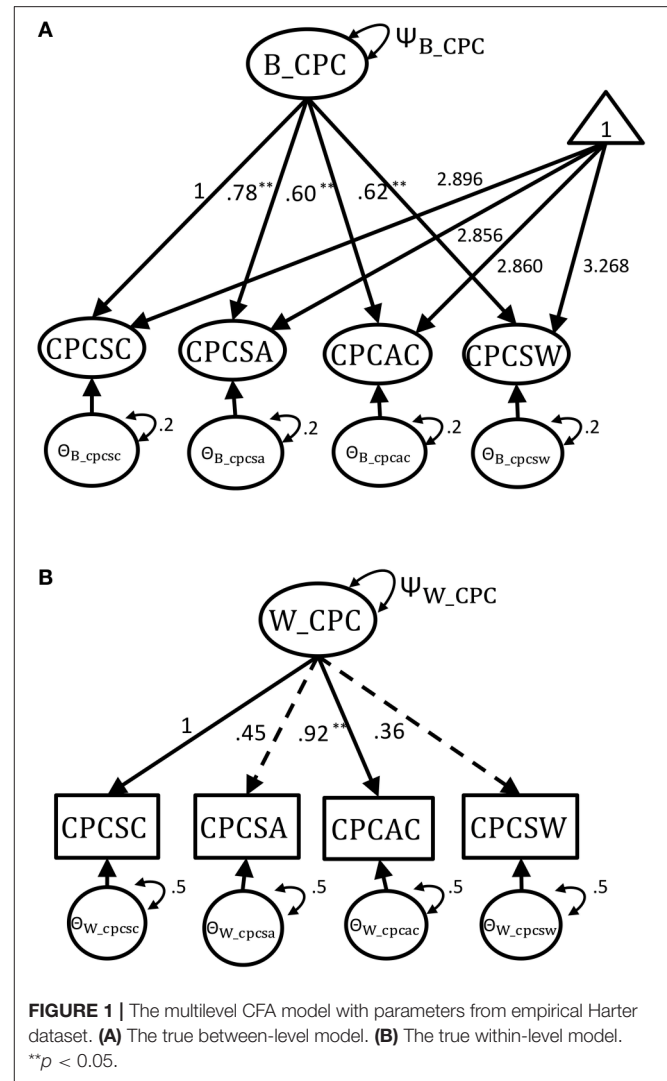 A
Ψ_B_CPC
B_CPC
1
1 .78** .60** .62** 2.896
2.856
2.860 3.268
CPCSC CPCSA CPCAC CPCSW
.2 .2 .2 .2
Θ_B_cpcsc Θ_B_cpcsa Θ_B_cpcac Θ_B_cpcsw
B
Ψ_W_CPC
W_CPC
1 .45 .92** .36
CPCSC CPCSA CPCAC CPCSW
.5 .5 .5 .5
Θ_W_cpcsc Θ_W_cpcsa Θ_W_cpcac Θ_W_cpcsw
FIGURE 1 | The multilevel CFA model with parameters from empirical Harter
dataset. (A) The true between-level model. (B) The true within-level model.
**p < 0.05.